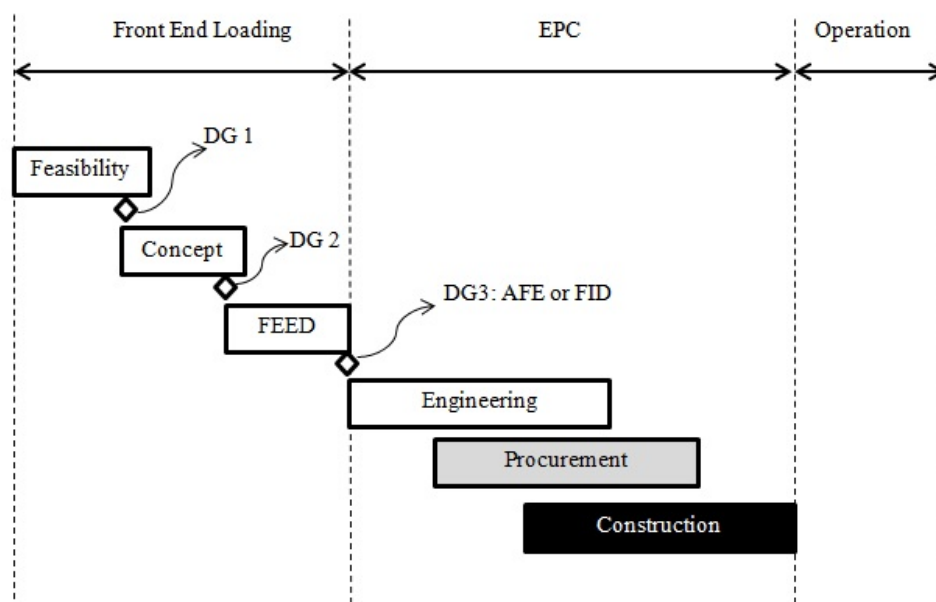 Front End Loading
EPC
Operation
DG 1
Feasibility
DG 2
Concept
DG3: AFE or FID
FEED
Engineering
Procurement
Construction